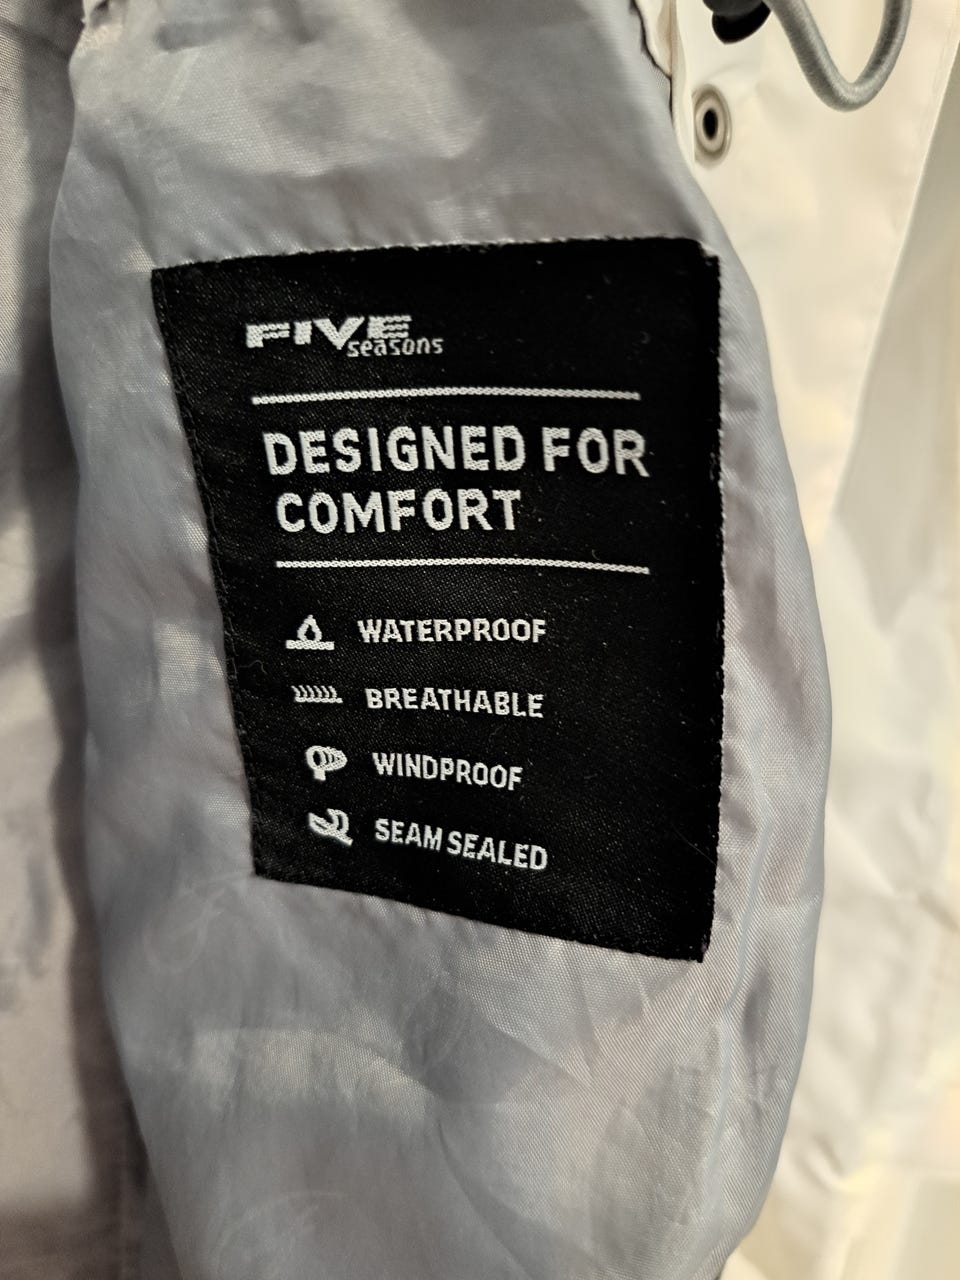 FIVE
seasons
DESIGNED FOR
COMFORT
WATERPROOF
BREATHABLE
WINDPROOF
SEAM SEALED